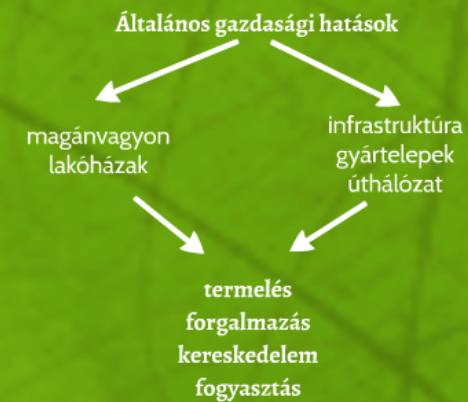 Általános gazdasági hatások
magánvagyon
lakóházak
infrastruktúra
gyártelepek
úthálózat
termelés
forgalmazás
kereskedelem
fogyasztás